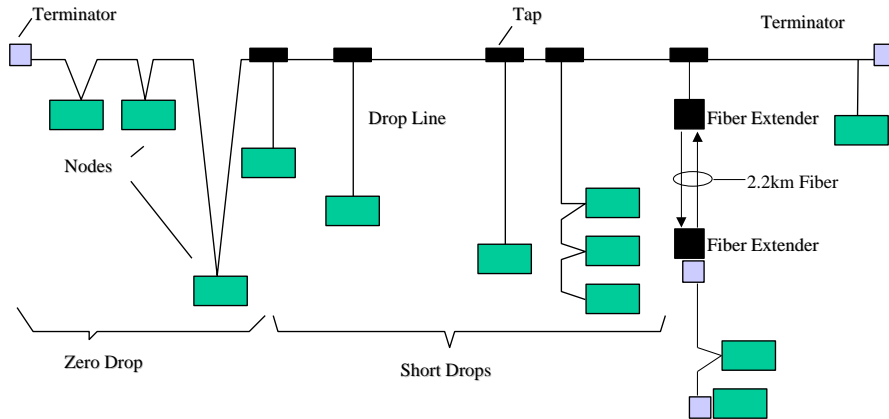 Terminator
Tap
Terminator
Drop Line
Fiber Extender
Nodes
2.2km Fiber
Fiber Extender
Zero Drop
Short Drops